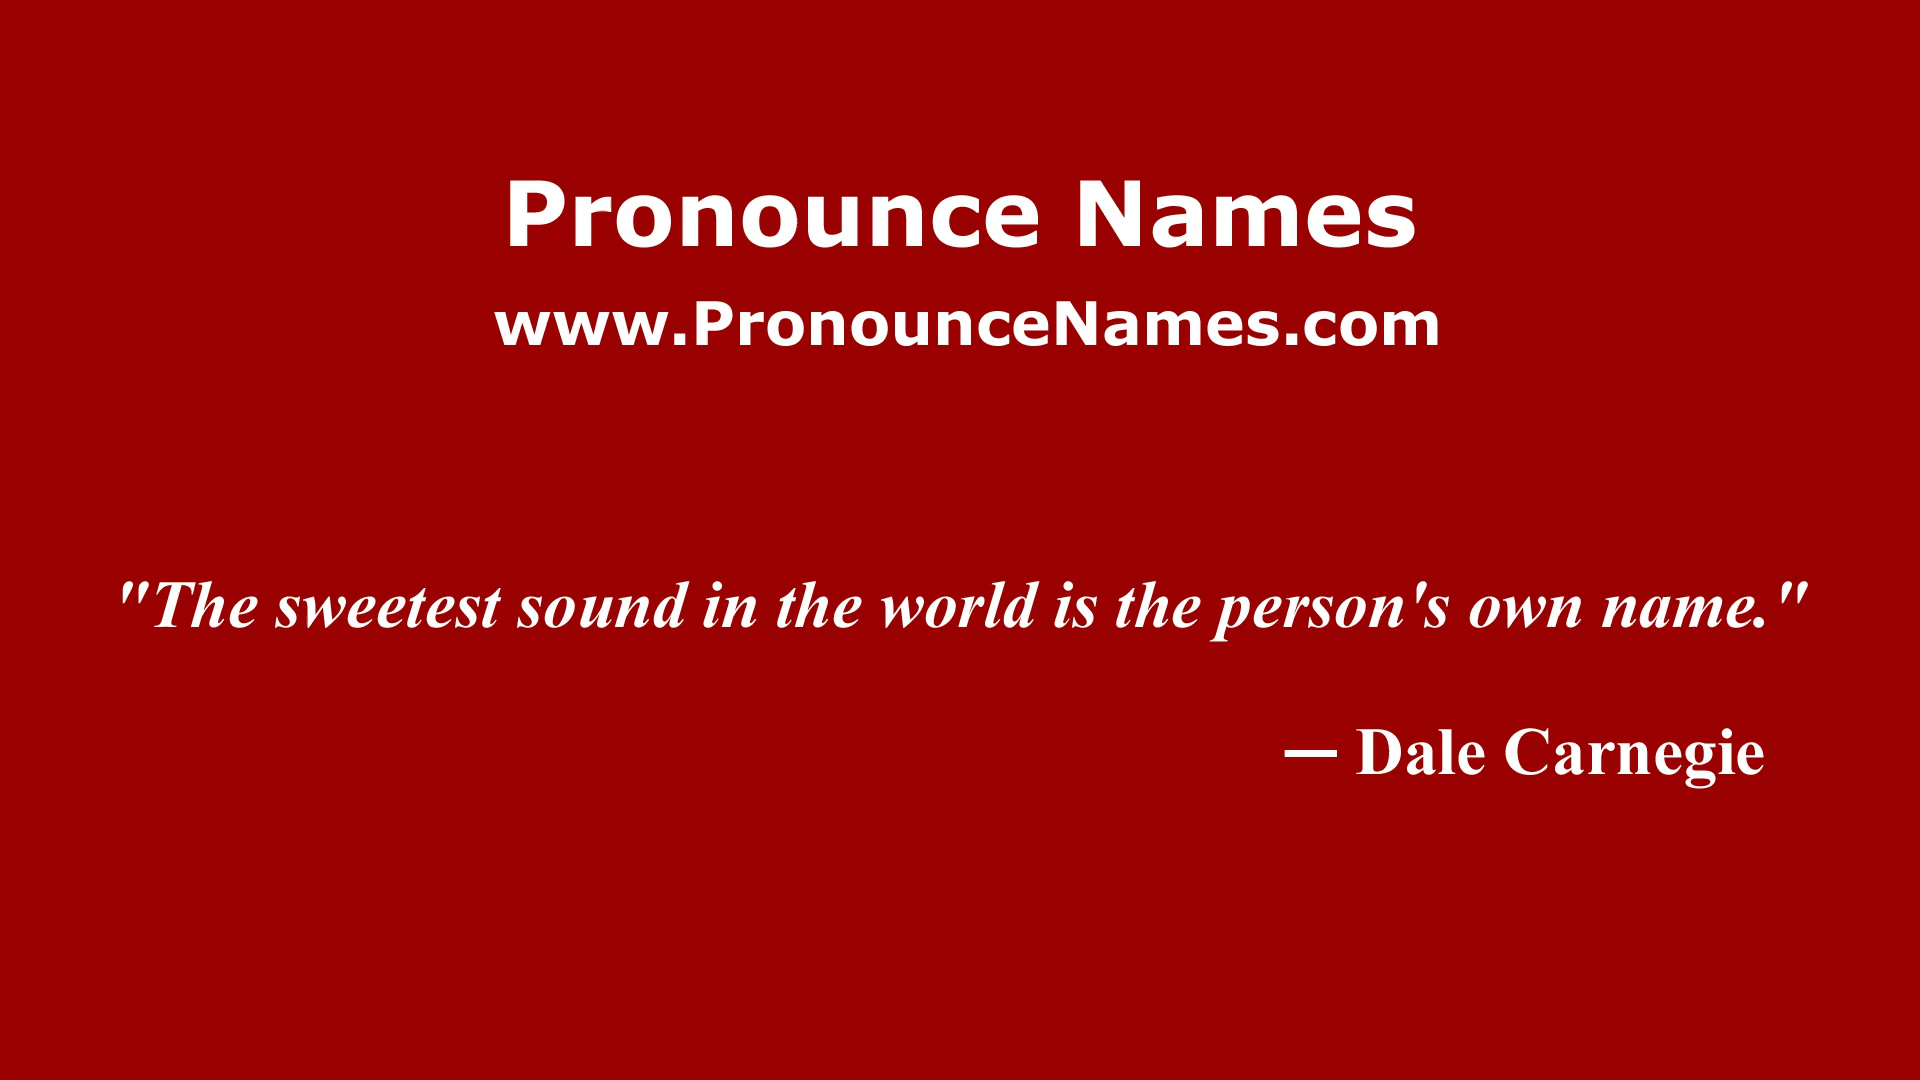 Pronounce Names
www.PronounceNames.com
"The sweetest sound in the world is the person's own name."
— Dale Carnegie